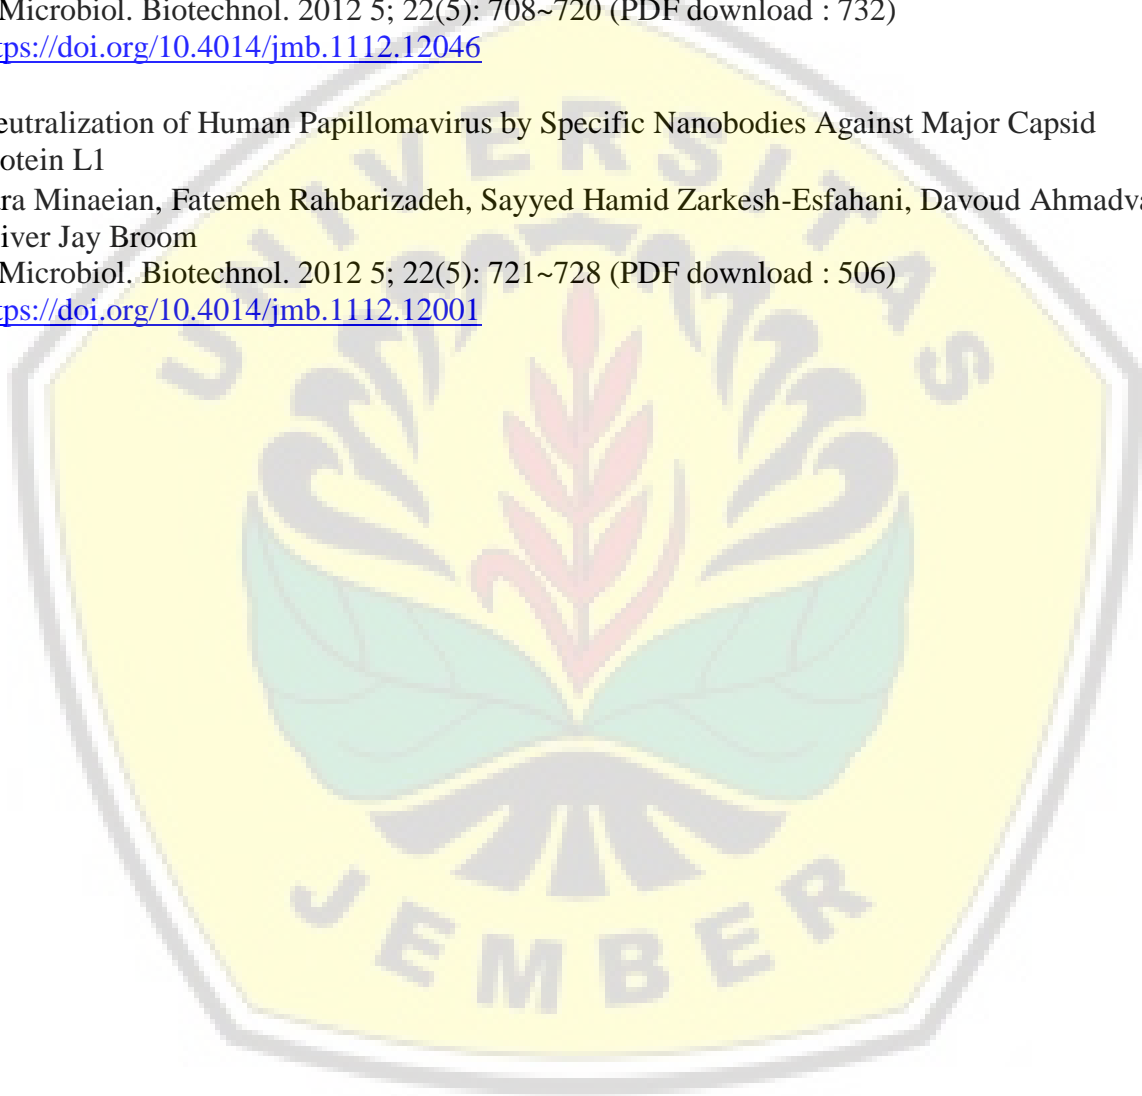 Microbiol. Biotechnol. 2012 5; 22(5): 708~720 (PDF download : 732)
tps://doi.org/10.4014/jmb.1112.12046
eutralization of Human Papillomavirus by Specific Nanobodies Against Major Capsid
otein L1
ra Minaeian, Fatemeh Rahbarizadeh, Sayyed Hamid Zarkesh-Esfahani, Davoud Ahmadva
iver Jay Broom
Microbiol. Biotechnol. 2012 5; 22(5): 721~728 (PDF download : 506)
tps://doi.org/10.4014/jmb.1112.12001
UNIVERSITAS
JEMBER